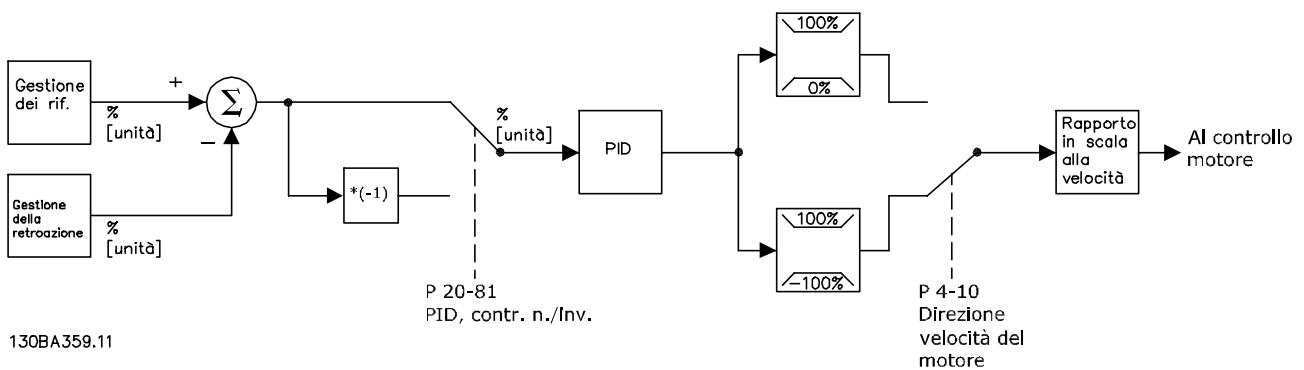 Gestione
dei rif.
+
%
[unità]
Σ
−
Gestione
della
retroazione
%
[unità]
*(-1)
%
[unità]
P 20-81
PID, contr. n./inv.
PID
100%
0%
100%
-100%
P 4-10
Direzione
velocità del
motore
Rapporto
in scala
alla
velocità
Al controllo
motore
130BA359.11